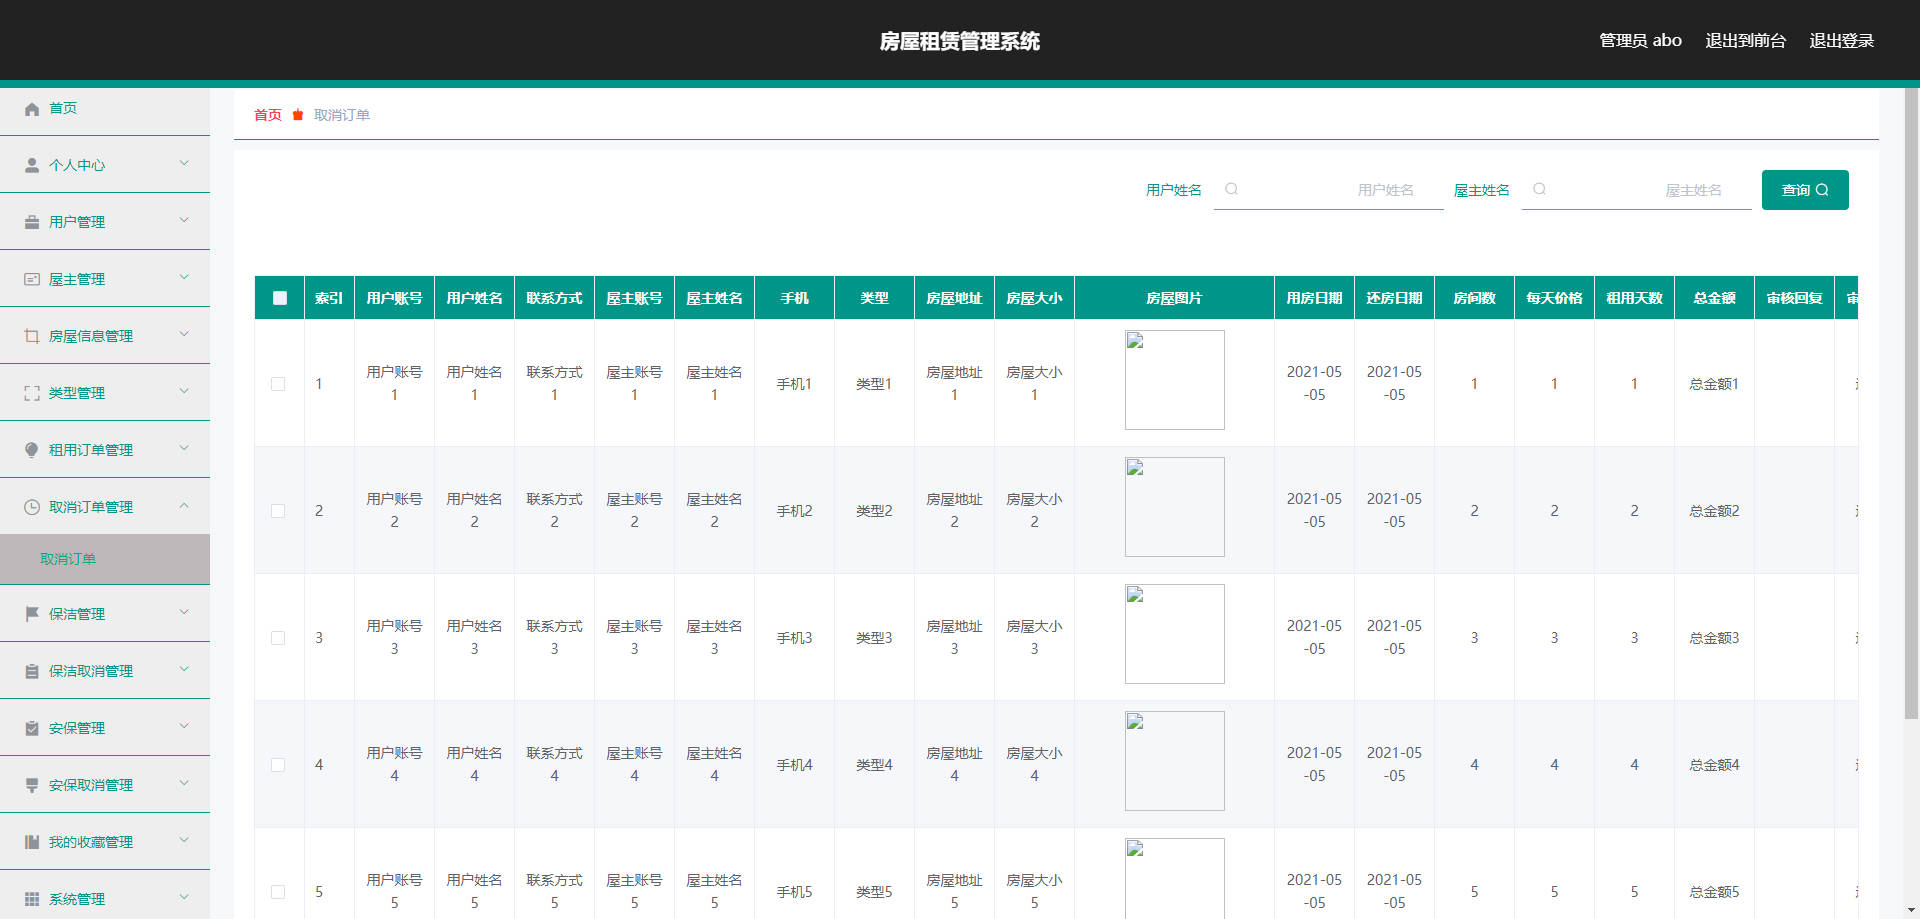 房屋租赁管理系统
管理员 abo 退出到前台 退出登录
首页
个人中心
用户管理
屋主管理
房屋信息管理
类型管理
租用订单管理
取消订单管理
取消订单
保洁管理
保洁取消管理
安保管理
安保取消管理
我的收藏管理
系统管理
首页 取消订单
用户姓名 用户姓名 屋主姓名 屋主姓名 查询
索引 用户账号 用户姓名 联系方式 屋主账号 屋主姓名 手机 类型 房屋地址 房屋大小 房屋图片 用房日期 还房日期 房间数 每天价格 租用天数 总金额 审核回复 审
1 用户账号1 用户姓名1 联系方式1 屋主账号1 屋主姓名1 手机1 类型1 房屋地址1 房屋大小1 2021-05-05 2021-05-05 1 1 1 总金额1
2 用户账号2 用户姓名2 联系方式2 屋主账号2 屋主姓名2 手机2 类型2 房屋地址2 房屋大小2 2021-05-05 2021-05-05 2 2 2 总金额2
3 用户账号3 用户姓名3 联系方式3 屋主账号3 屋主姓名3 手机3 类型3 房屋地址3 房屋大小3 2021-05-05 2021-05-05 3 3 3 总金额3
4 用户账号4 用户姓名4 联系方式4 屋主账号4 屋主姓名4 手机4 类型4 房屋地址4 房屋大小4 2021-05-05 2021-05-05 4 4 4 总金额4
5 用户账号5 用户姓名5 联系方式5 屋主账号5 屋主姓名5 手机5 类型5 房屋地址5 房屋大小5 2021-05-05 2021-05-05 5 5 5 总金额5